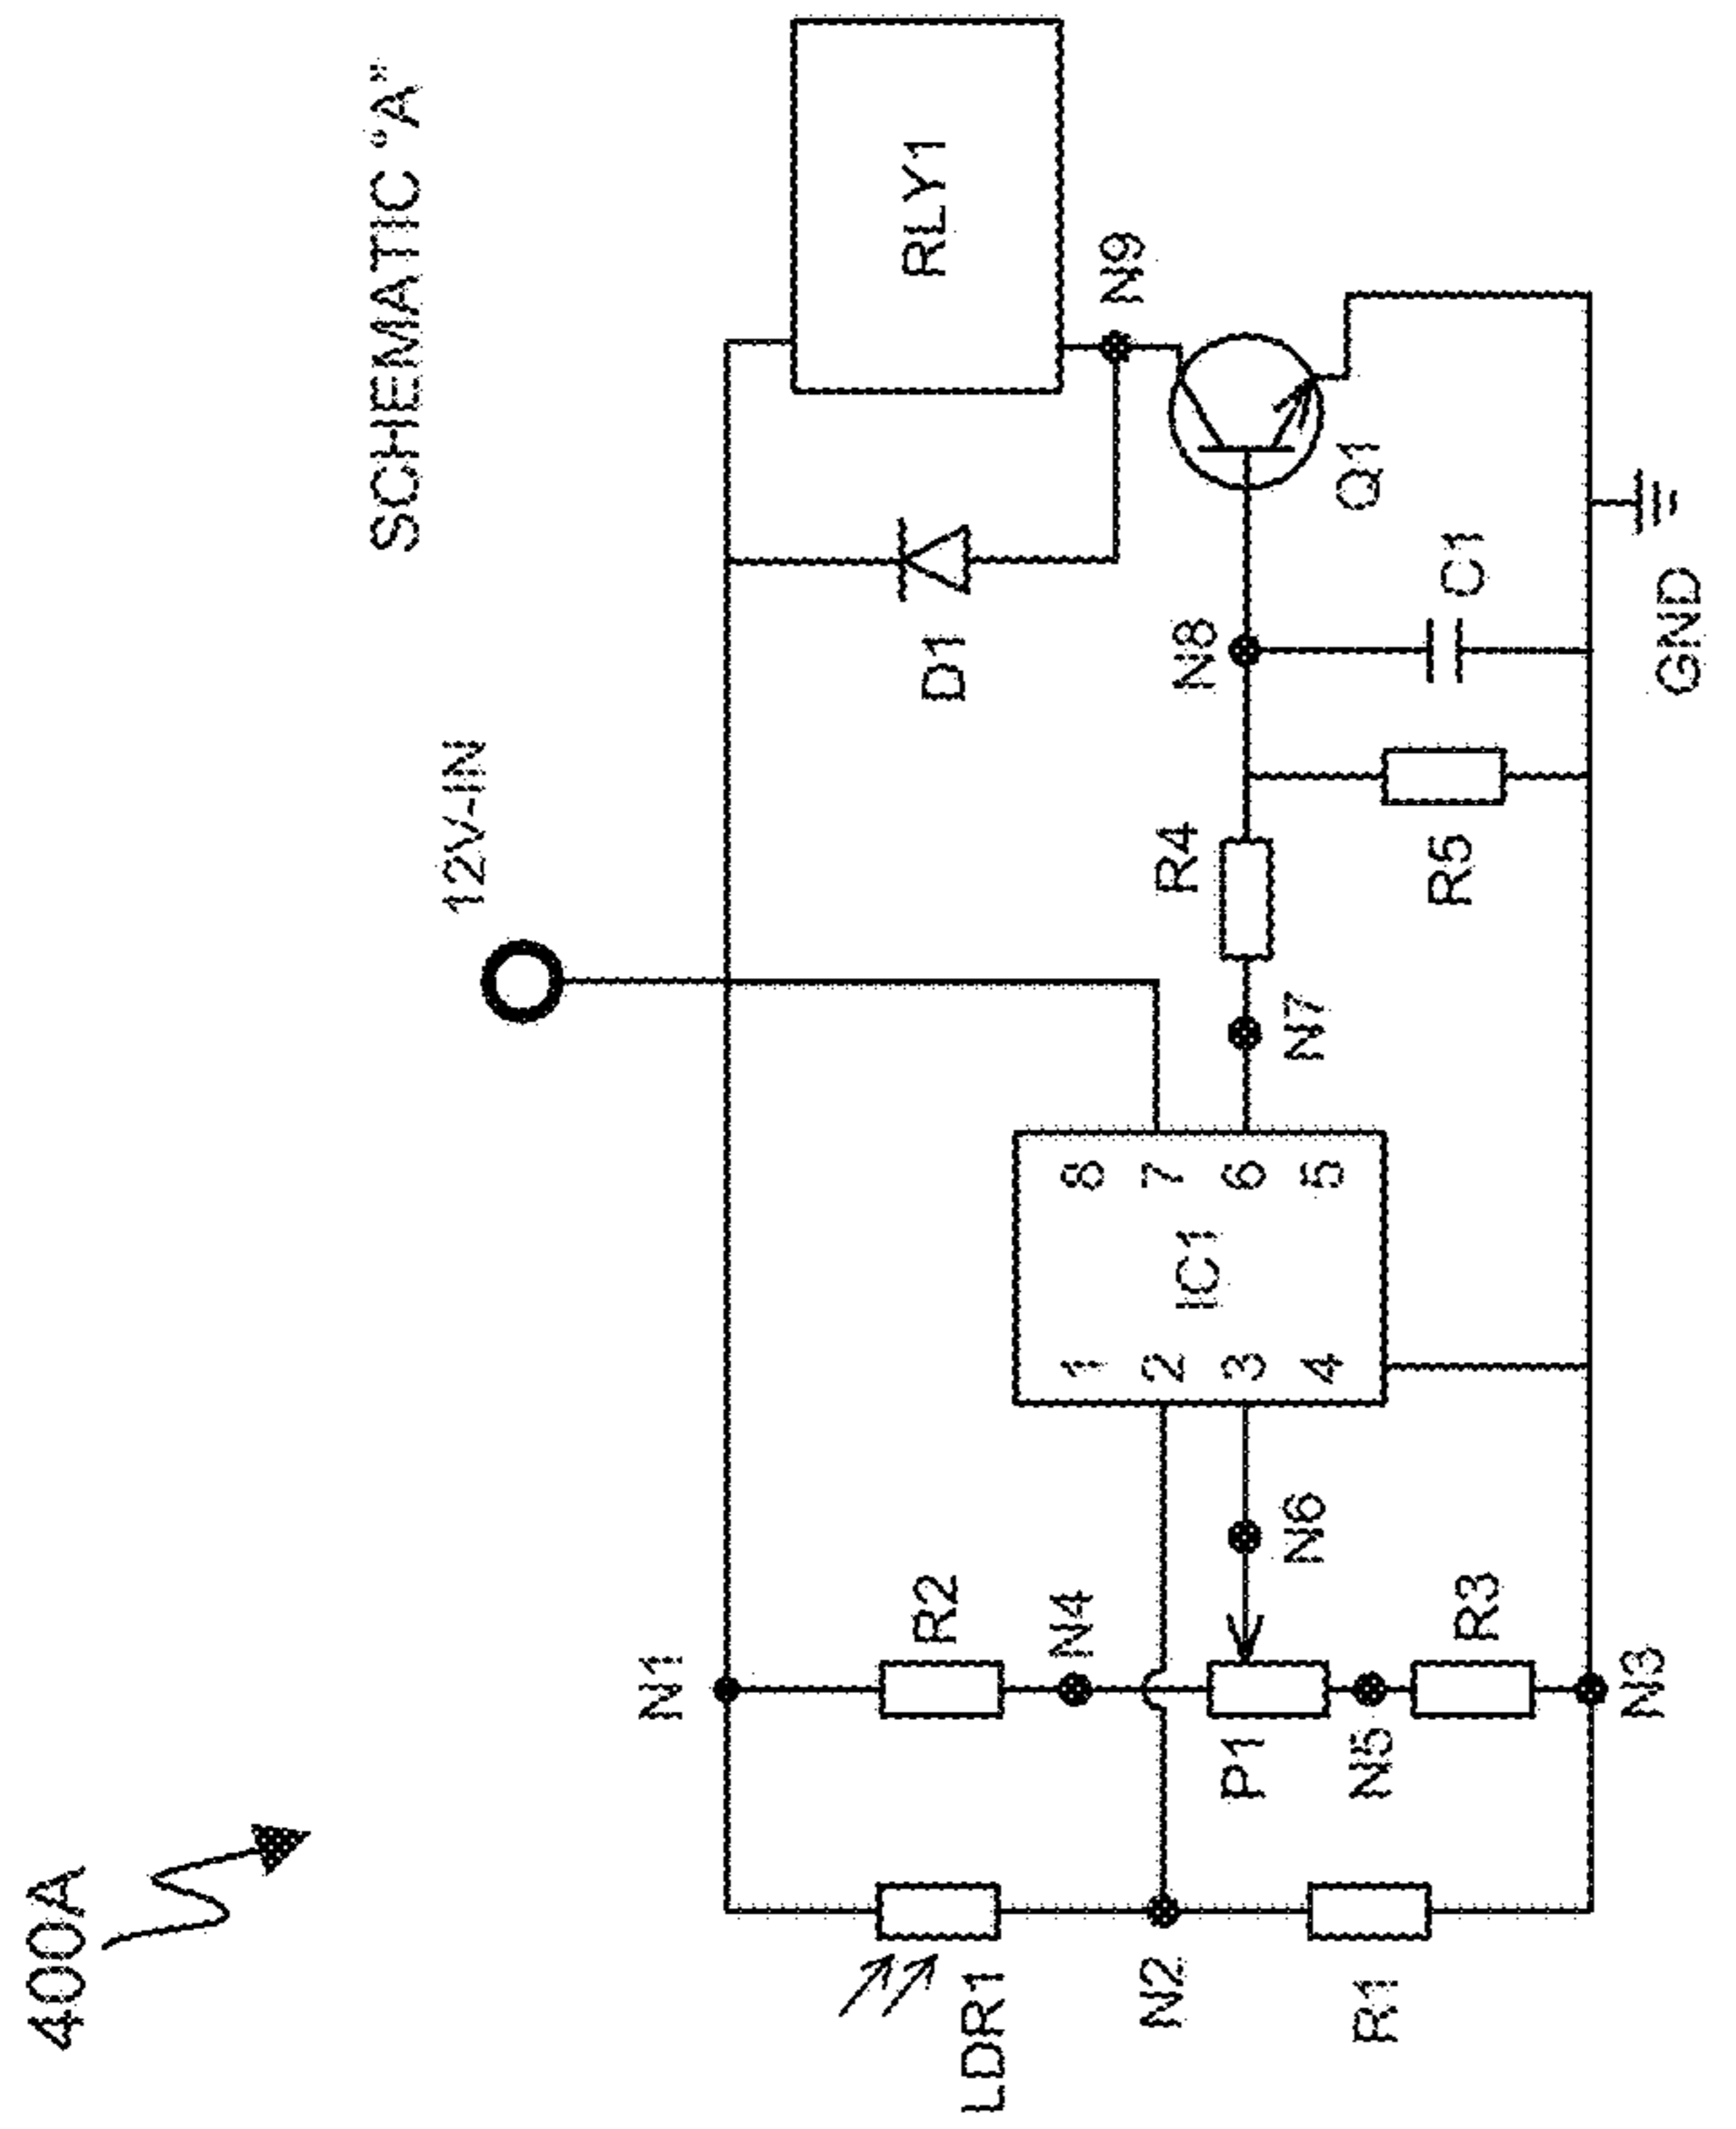 400A
SCHEMATIC "A"
12V-IN
N1
LDR1
R2
N4
N2
P1
N6
N5
R1
R3
N3
IC1
1
2
3
4
8
7
6
5
N7
R4
R5
N8
C1
D1
RLY1
N9
Q1
GND